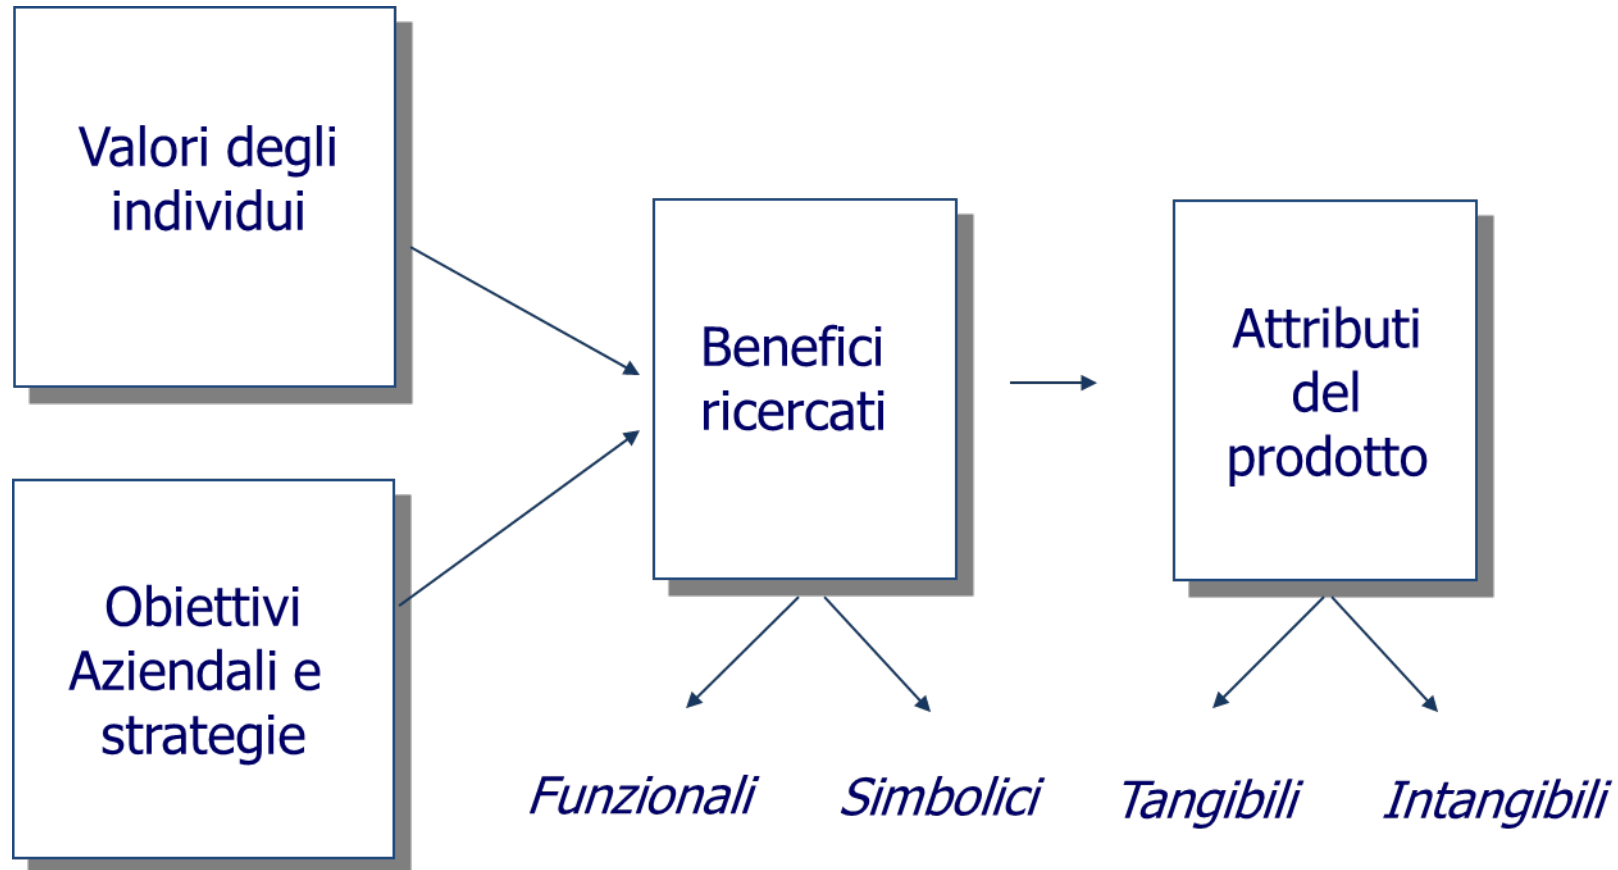 Valori degli
individui
Benefici
ricercati
Attributi
del
prodotto
Obiettivi
Aziendali e
strategie
Funzionali
Simbolici
Tangibili
Intangibili